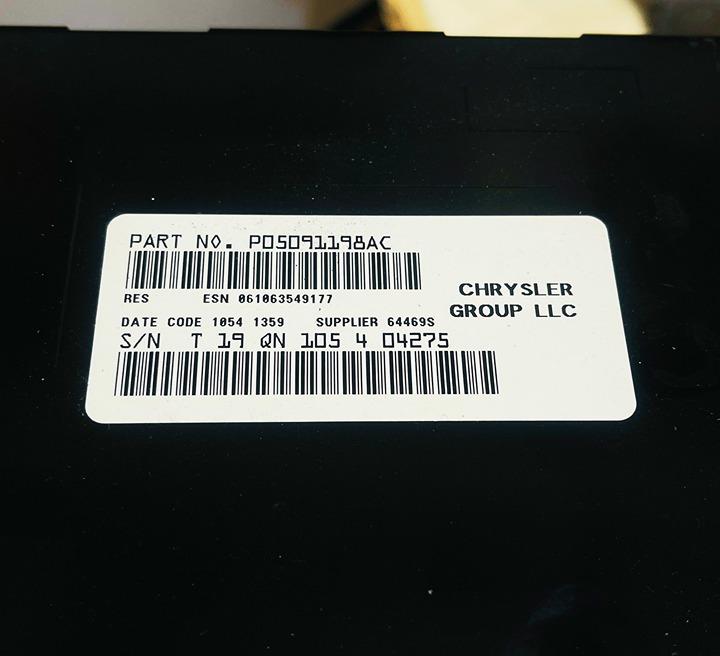 PART NO. P05091198AC
RES ESN 061063549177
CHRYSLER
GROUP LLC
DATE CODE 1054 1359 SUPPLIER 64469S
S/N T 19 QN 105 4 04275